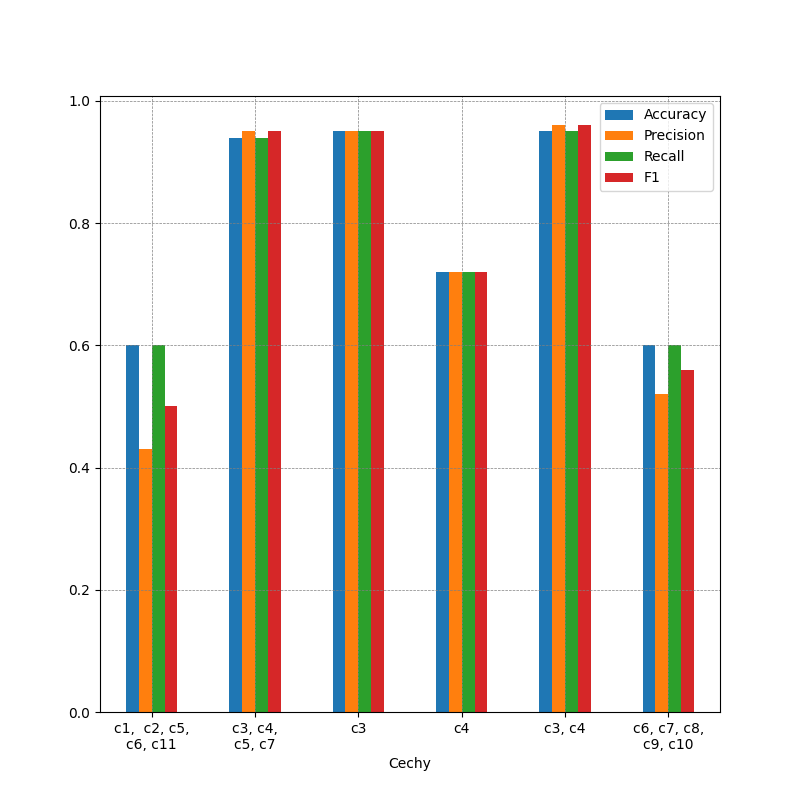 1.0
0.8
0.6
0.4
0.2
0.0
Accuracy
Precision
Recall
F1
c1,  c2, c5,
c6, c11
c3, c4,
c5, c7
c3
c4
c3, c4
c6, c7, c8,
c9, c10
Cechy